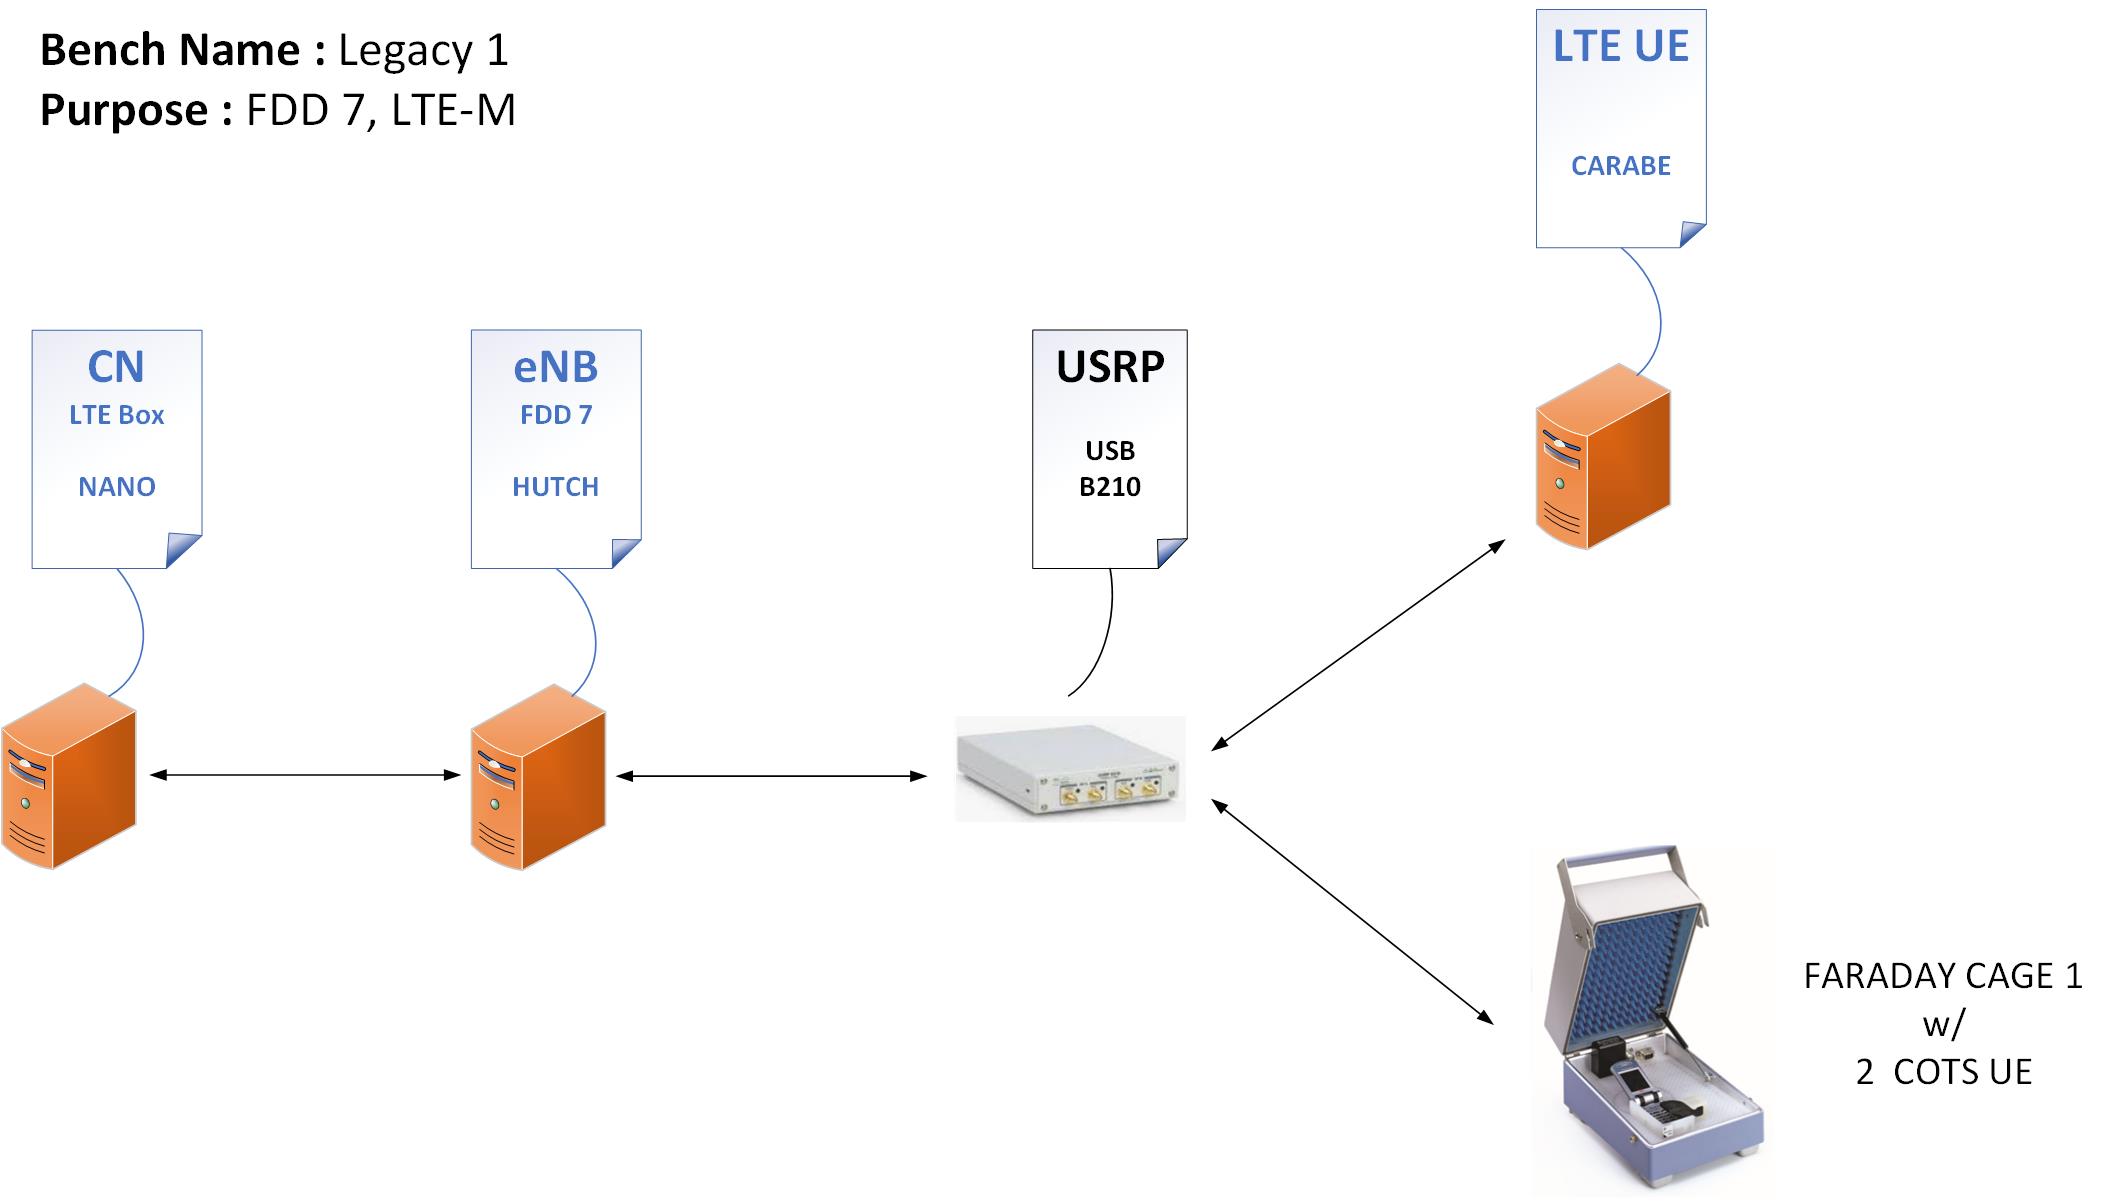 Bench Name : Legacy 1
Purpose : FDD 7, LTE-M
LTE UE
CARABE
CN
LTE Box
NANO
eNB
FDD 7
HUTCH
USRP
USB
B210
FARADAY CAGE 1
w/
2 COTS UE